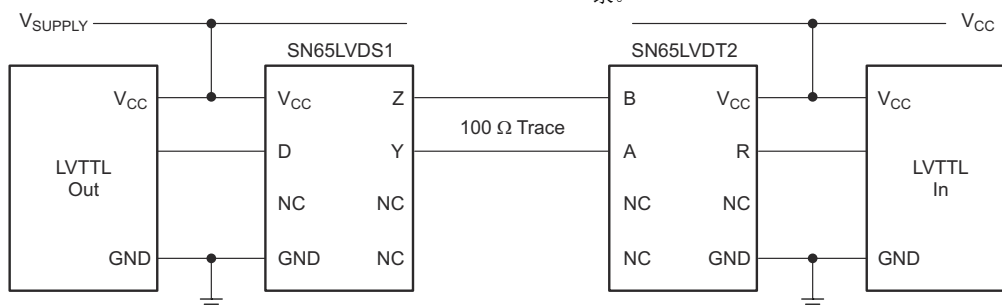 VSUPPLY
VCC
SN65LVDS1
SN65LVDT2
VCC
VCC
Z
B
VCC
VCC
100 Ω Trace
LVTTL
Out
D
Y
A
R
LVTTL
In
NC
NC
NC
NC
GND
GND
NC
NC
GND
GND